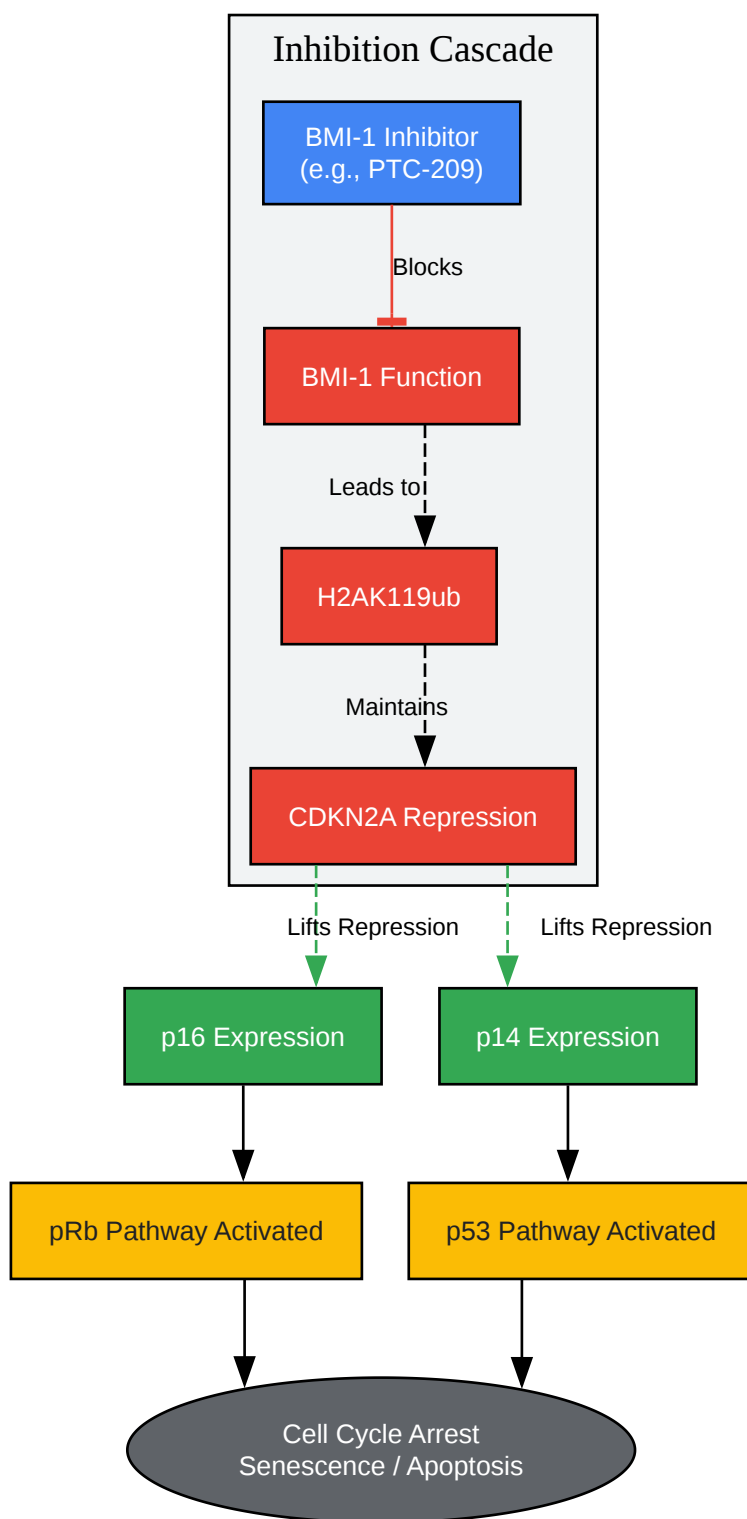 Inhibition Cascade
BMI-1 Inhibitor
(e.g., PTC-209)
Blocks
BMI-1 Function
Leads to
H2AK119ub
Maintains
CDKN2A Repression
Lifts Repression
Lifts Repression
p16 Expression
p14 Expression
pRb Pathway Activated
p53 Pathway Activated
Cell Cycle Arrest
Senescence / Apoptosis